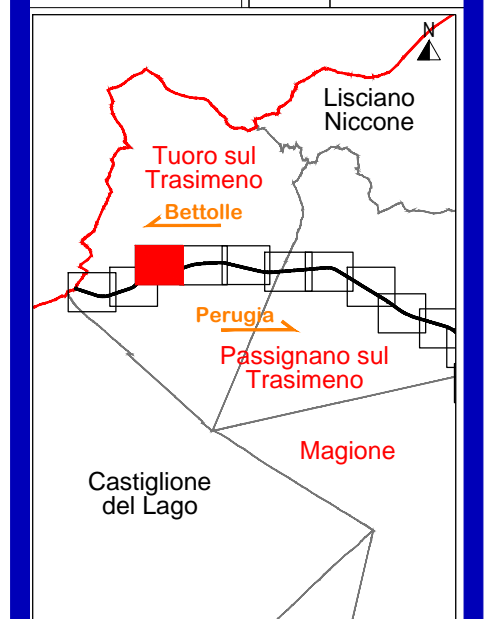 N
Lisciano
Niccone
Tuoro sul
Trasimeno
Bettolle
Perugia
Passignano sul
Trasimeno
Magione
Castiglione
del Lago